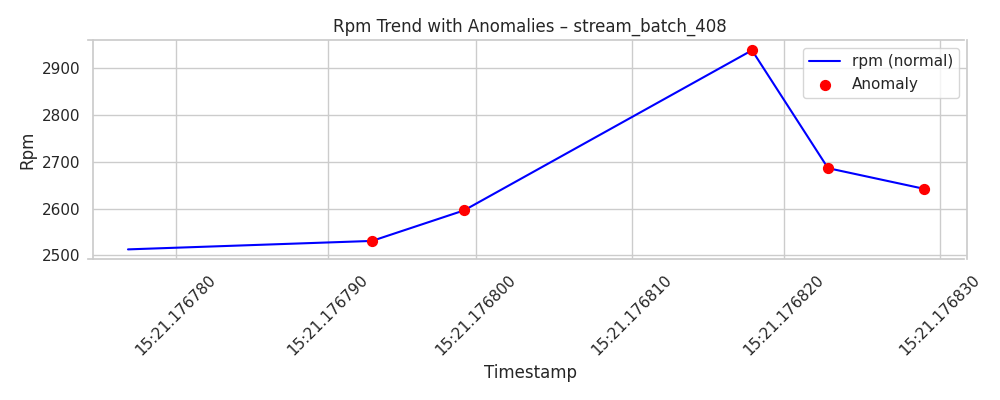 Rpm Trend with Anomalies – stream_batch_408
rpm (normal)
Anomaly
Rpm
2900
2800
2700
2600
2500
15:21.176780
15:21.176790
15:21.176800
15:21.176810
15:21.176820
15:21.176830
Timestamp